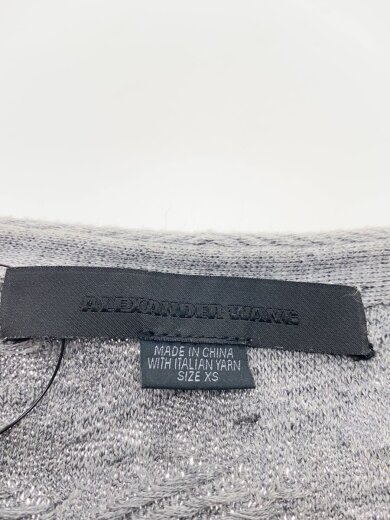 ALEXANDER WANG
MADE IN CHINA
WITH ITALIAN YARN
SIZE XS